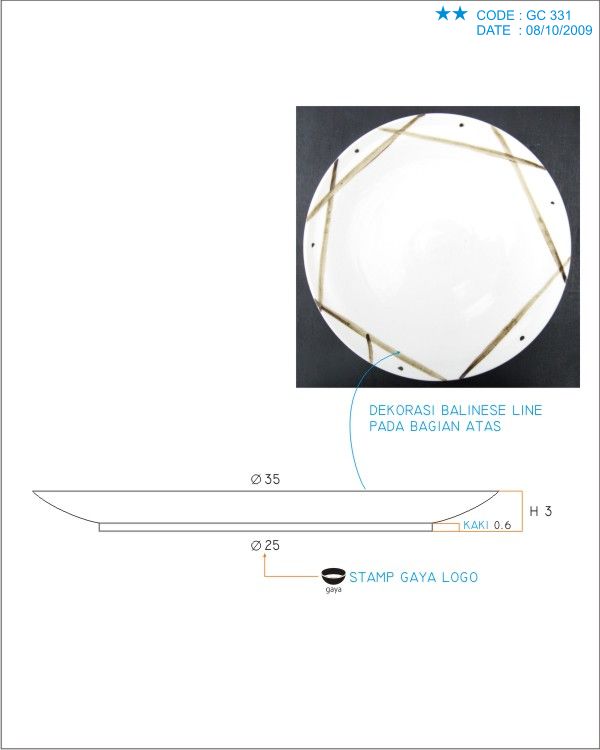 ★★ CODE : GC 331
DATE : 08/10/2009
DEKORASI BALINESE LINE
PADA BAGIAN ATAS
Ø 35
H 3
KAKI 0.6
Ø 25
STAMP GAYA LOGO
gaya